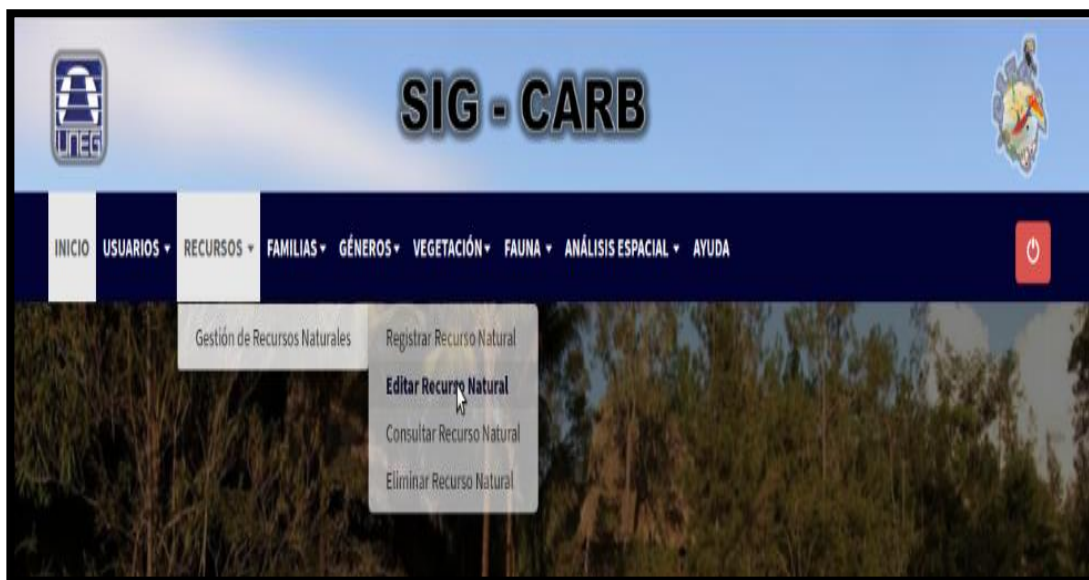 UNEG
SIG - CARB
INICIO USUARIOS RECURSOS FAMILIAS GÉNEROS VEGETACIÓN FAUNA ANÁLISIS ESPACIAL AYUDA
Gestión de Recursos Naturales
Registrar Recurso Natural
Editar Recurso Natural
Consultar Recurso Natural
Eliminar Recurso Natural